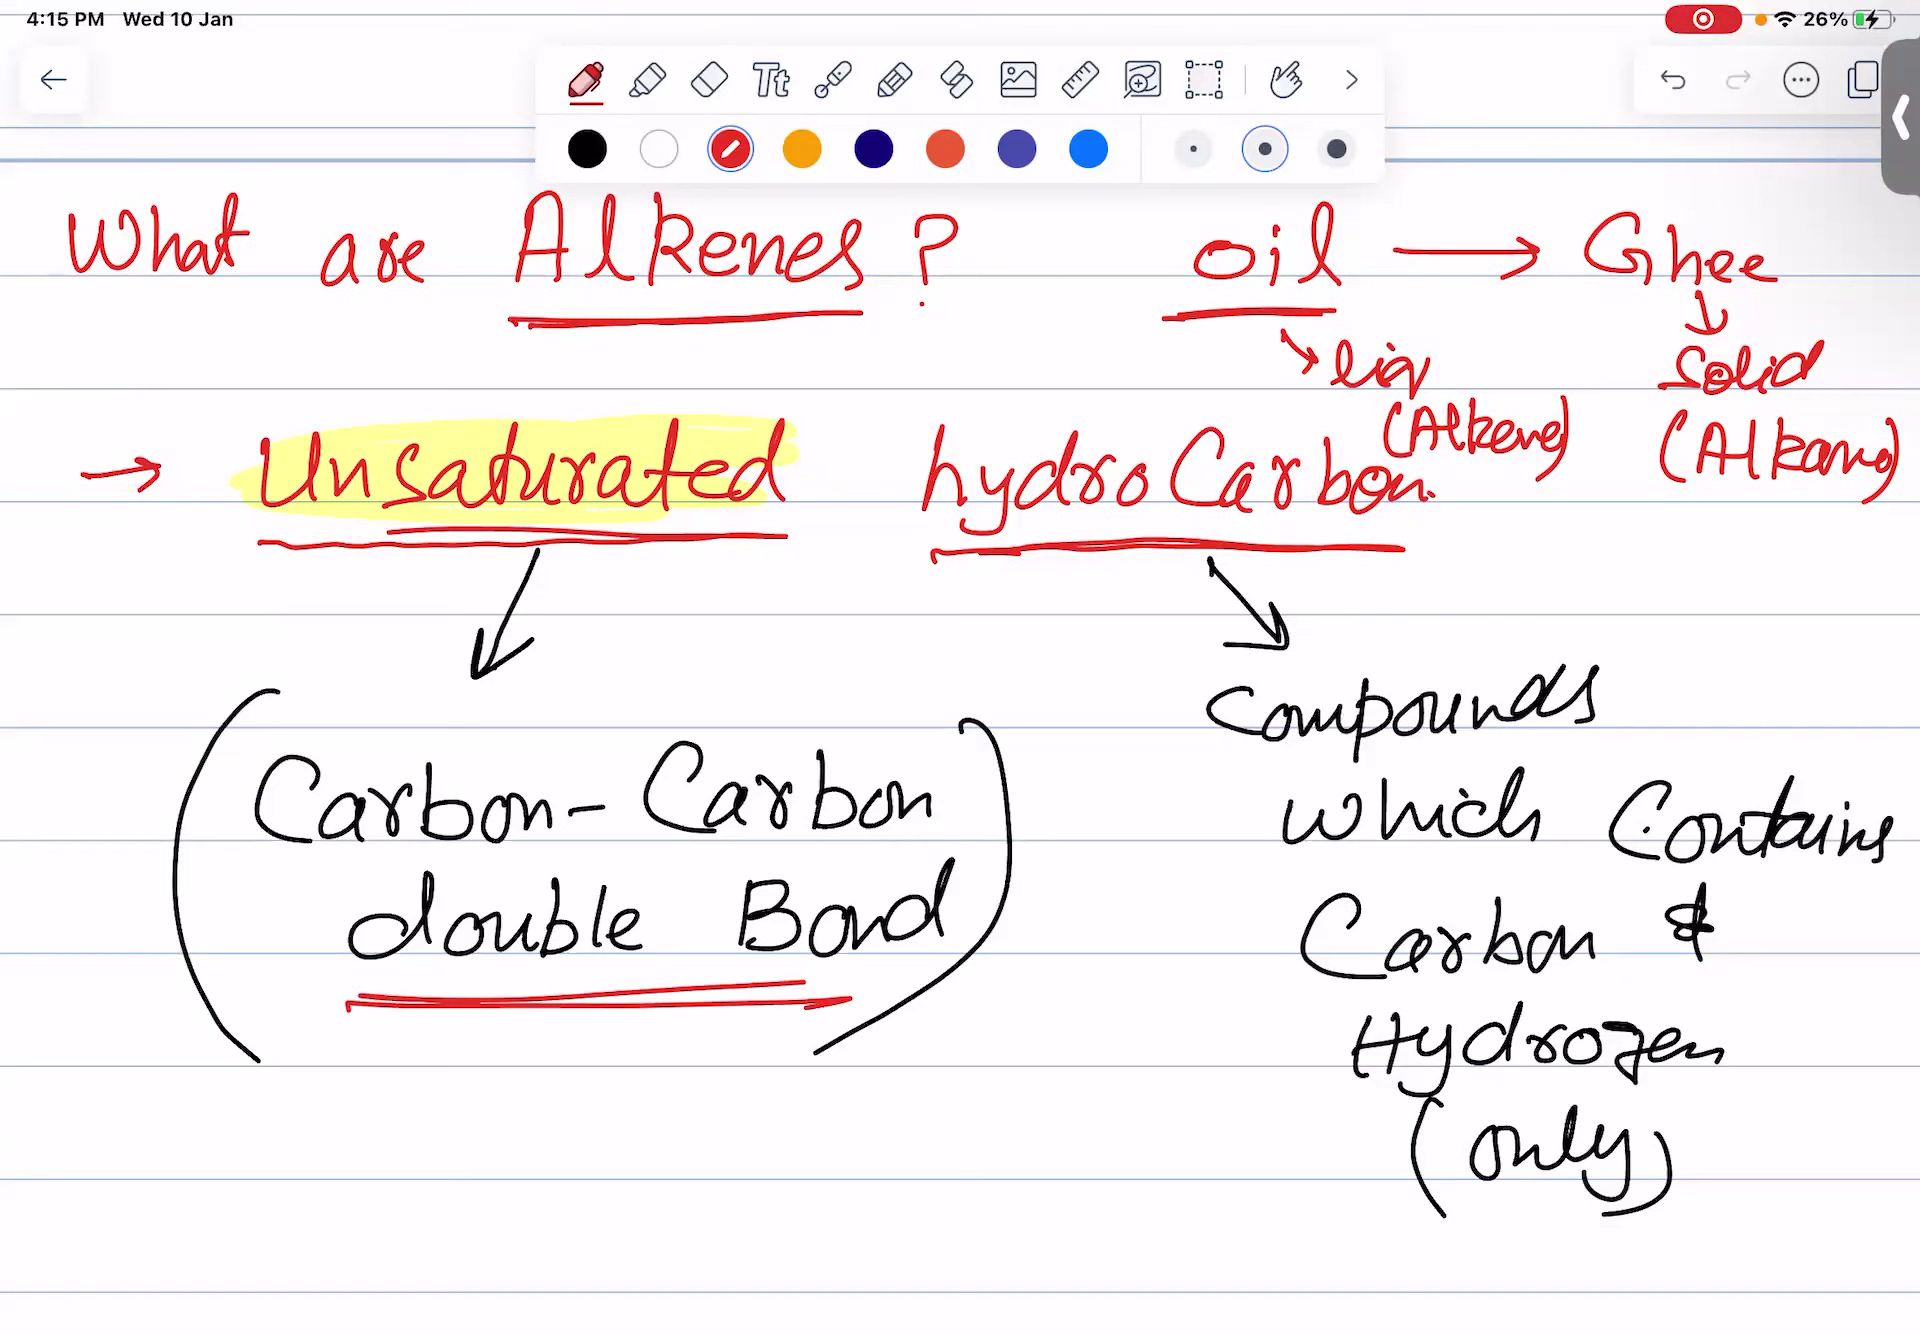 4:15 PM Wed 10 Jan
26%
Tt
What are Alkenes ? oil → Ghee
liq solid
(Alkene) (Alkane)
→ Unsaturated hydroCarbon.
Compounds
Carbon-Carbon which Contains
double Bond Carbon &
Hydrogen
(only)